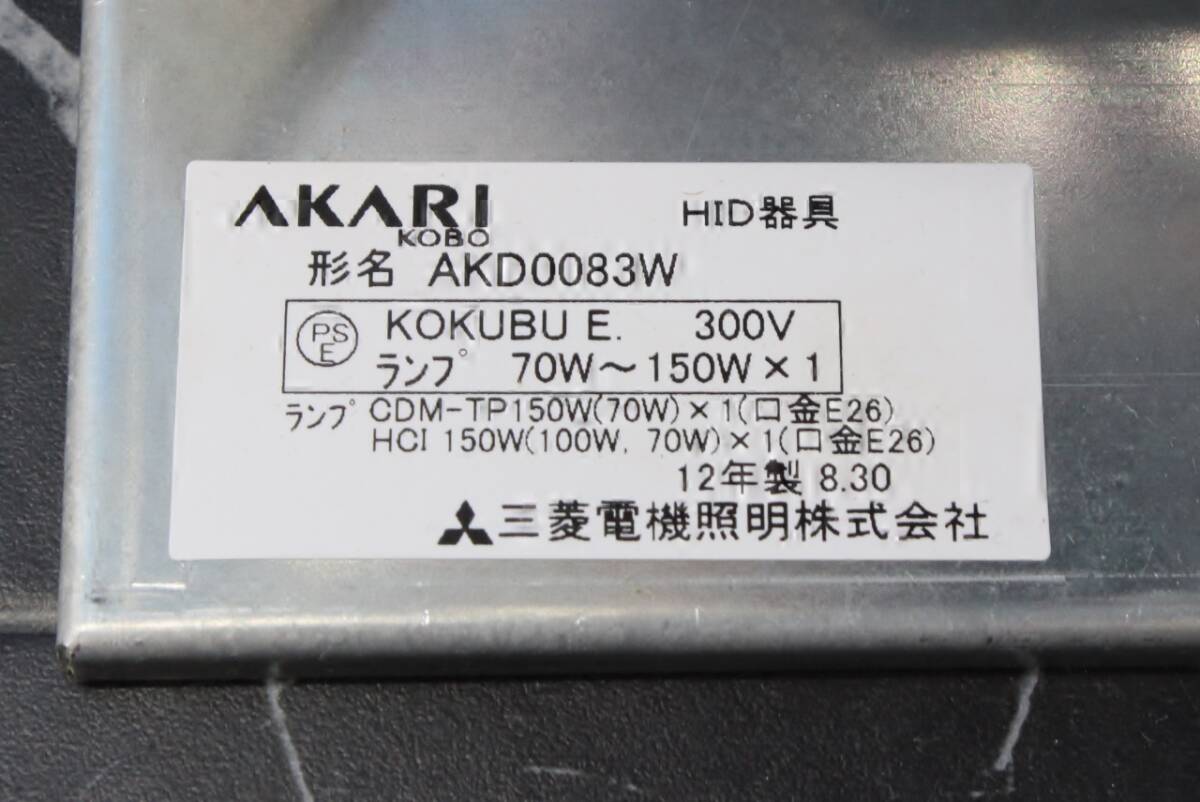 AKARI HID器具
KOBO
形名 AKD0083W
PSE KOKUBU E. 300V
ランプ 70W～150W×1
ランプ CDM-TP150W(70W)×1(口金E26)
HCI 150W(100W, 70W)×1(口金E26)
12年製 8.30
三菱電機照明株式会社